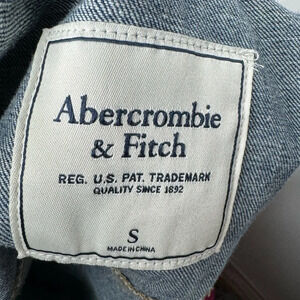 Abercrombie
& Fitch
REG. U.S. PAT. TRADEMARK
QUALITY SINCE 1892
S
MADE IN CHINA